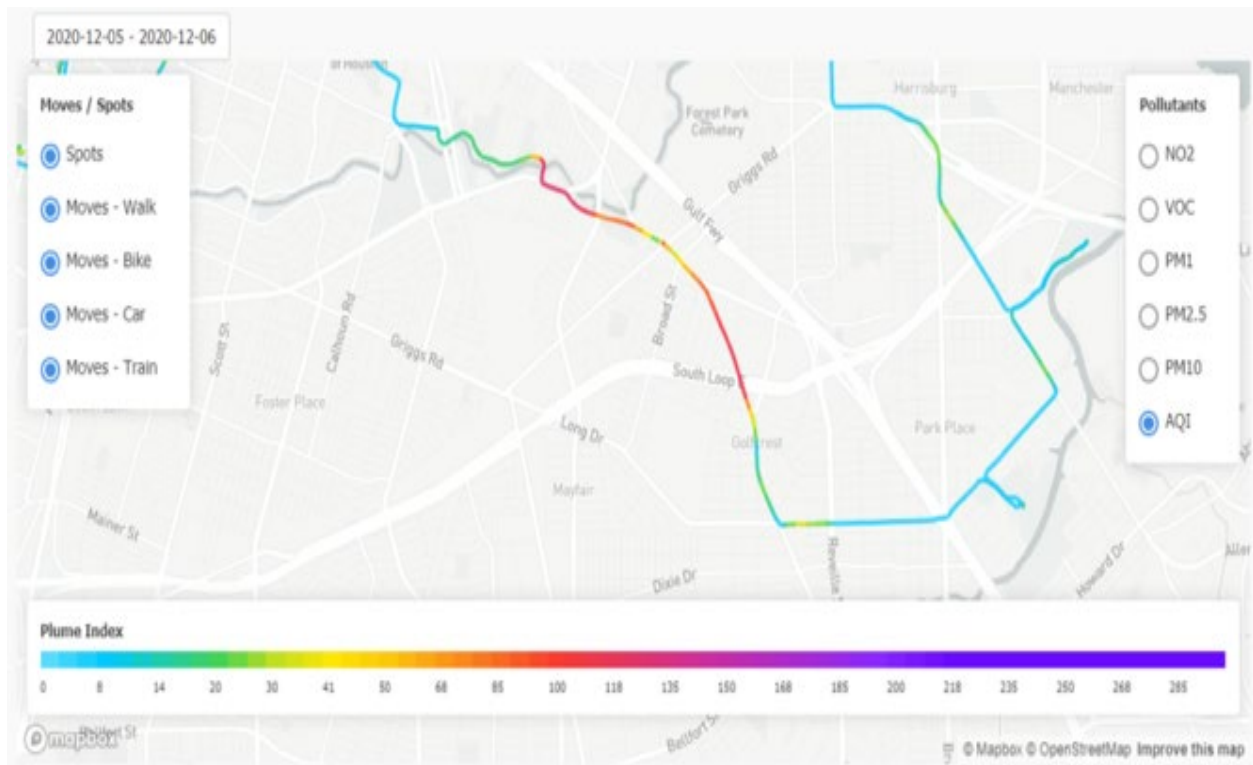 2020-12-05 - 2020-12-06
Moves / Spots
Spots
Moves - Walk
Moves - Bike
Moves - Car
Moves - Train
Pollutants
NO2
VOC
PM1
PM2.5
PM10
AQI
Harrisburg
Manchester
Forest Park
Cemetery
Griggs Rd
Gulf Fwy
Broad St
Scott St
Calhoun Rd
Griggs Rd
South Loop
Foster Place
Long Dr
Golfcrest
Park Place
Mayfair
Mainer St
Dixie Dr
Howard Dr
Plume Index
0 8 14 20 30 41 50 68 85 100 118 135 150 168 185 200 218 235 250 268 285
mapbox
Bellfort St
© Mapbox © OpenStreetMap Improve this map